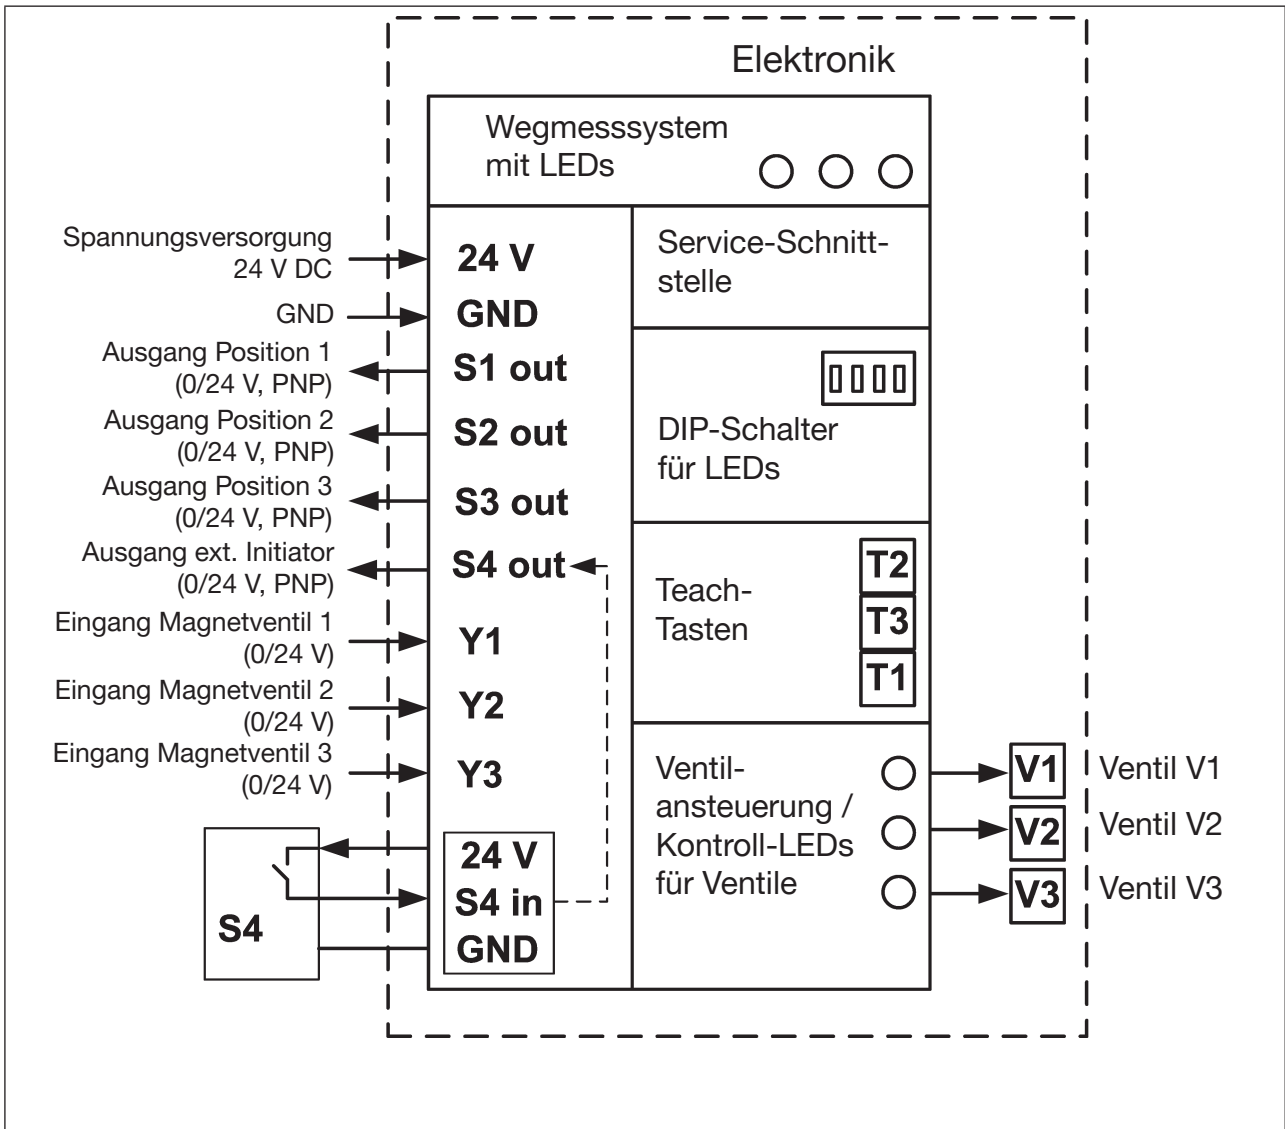 Elektronik
Wegmesssystem
mit LEDs
Spannungsversorgung
24 V DC
GND
Ausgang Position 1
(0/24 V, PNP)
Ausgang Position 2
(0/24 V, PNP)
Ausgang Position 3
(0/24 V, PNP)
Ausgang ext. Initiator
(0/24 V, PNP)
Eingang Magnetventil 1
(0/24 V)
Eingang Magnetventil 2
(0/24 V)
Eingang Magnetventil 3
(0/24 V)
S4
24 V
GND
S1 out
S2 out
S3 out
S4 out
Y1
Y2
Y3
24 V
S4 in
GND
Service-Schnitt-
stelle
DIP-Schalter
für LEDs
Teach-
Tasten
T2
T3
T1
Ventil-
ansteuerung /
Kontroll-LEDs
für Ventile
V1
Ventil V1
V2
Ventil V2
V3
Ventil V3